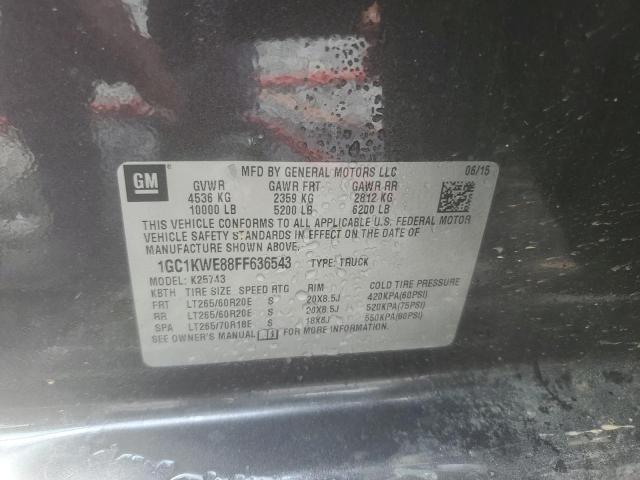 GM
MFD BY GENERAL MOTORS LLC 06/15
GVWR GAWR FRT GAWR RR
4536 KG 2359 KG 2812 KG
10000 LB 5200 LB 6200 LB
THIS VEHICLE CONFORMS TO ALL APPLICABLE U.S. FEDERAL MOTOR
VEHICLE SAFETY STANDARDS IN EFFECT ON THE DATE OF
MANUFACTURE SHOWN ABOVE.
1GC1KWE88FF636543 TYPE: TRUCK
MODEL: K25743
KBTH TIRE SIZE SPEED RTG RIM COLD TIRE PRESSURE
FRT LT265/60R20E S 20X8.5J 420KPA(60PSI)
RR LT265/60R20E S 20X8.5J 520KPA(75PSI)
SPA LT265/70R18E S 18X8J 550KPA(80PSI)
SEE OWNER'S MANUAL FOR MORE INFORMATION.